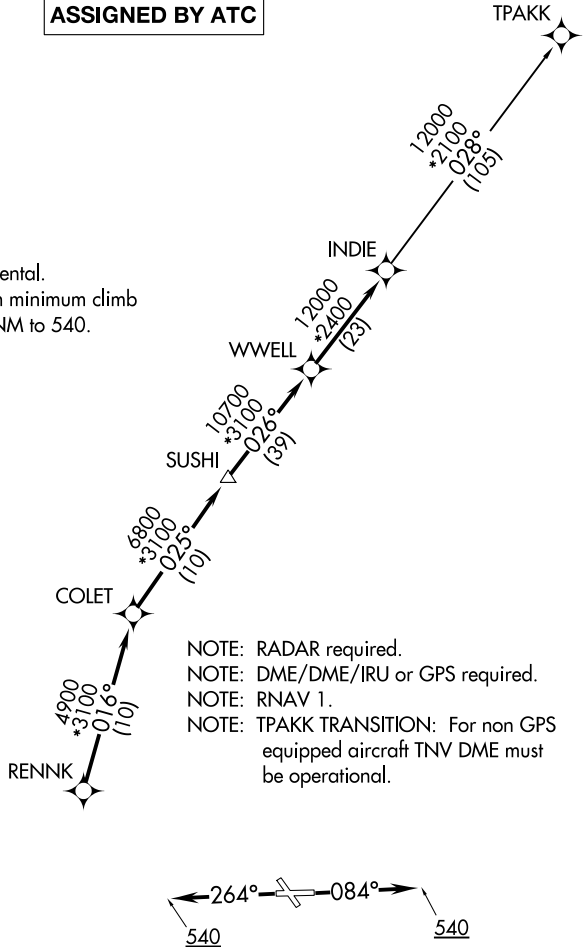 ASSIGNED BY ATC
TPAKK
12000
*2100
028°
(105)
INDIE
ental.
n minimum climb
NM to 540.
12000
*2400
(23)
WWELL
10700
*3100
026°
(39)
SUSHI
6800
*3100
025°
(10)
COLET
NOTE: RADAR required.
NOTE: DME/DME/IRU or GPS required.
NOTE: RNAV 1.
NOTE: TPAKK TRANSITION: For non GPS
equipped aircraft TNV DME must
be operational.
4900
*3100
016°
(10)
RENNK
264° 084°
540
540